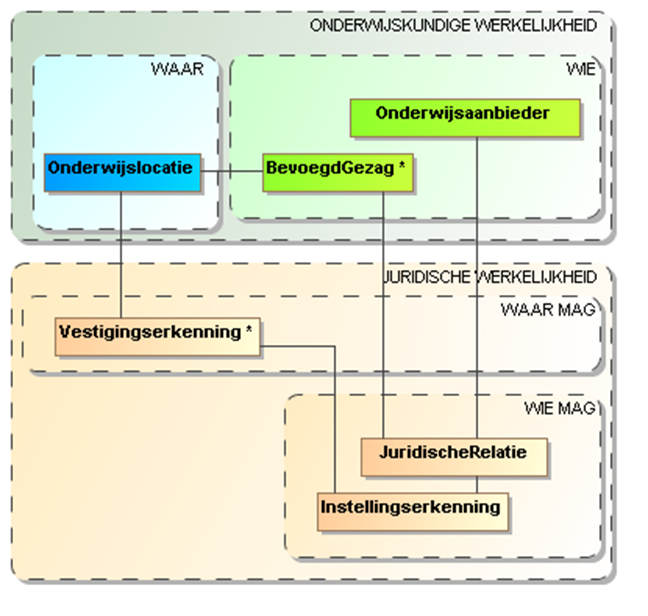 ONDERWIJSKUNDIGE WERKELIJKHEID
WAAR
WIE
Onderwijsaanbieder
Onderwijslocatie
BevoegdGezag *
JURIDISCHE WERKELIJKHEID
WAAR MAG
Vestigingserkenning *
WIE MAG
JuridischeRelatie
Instellingserkenning